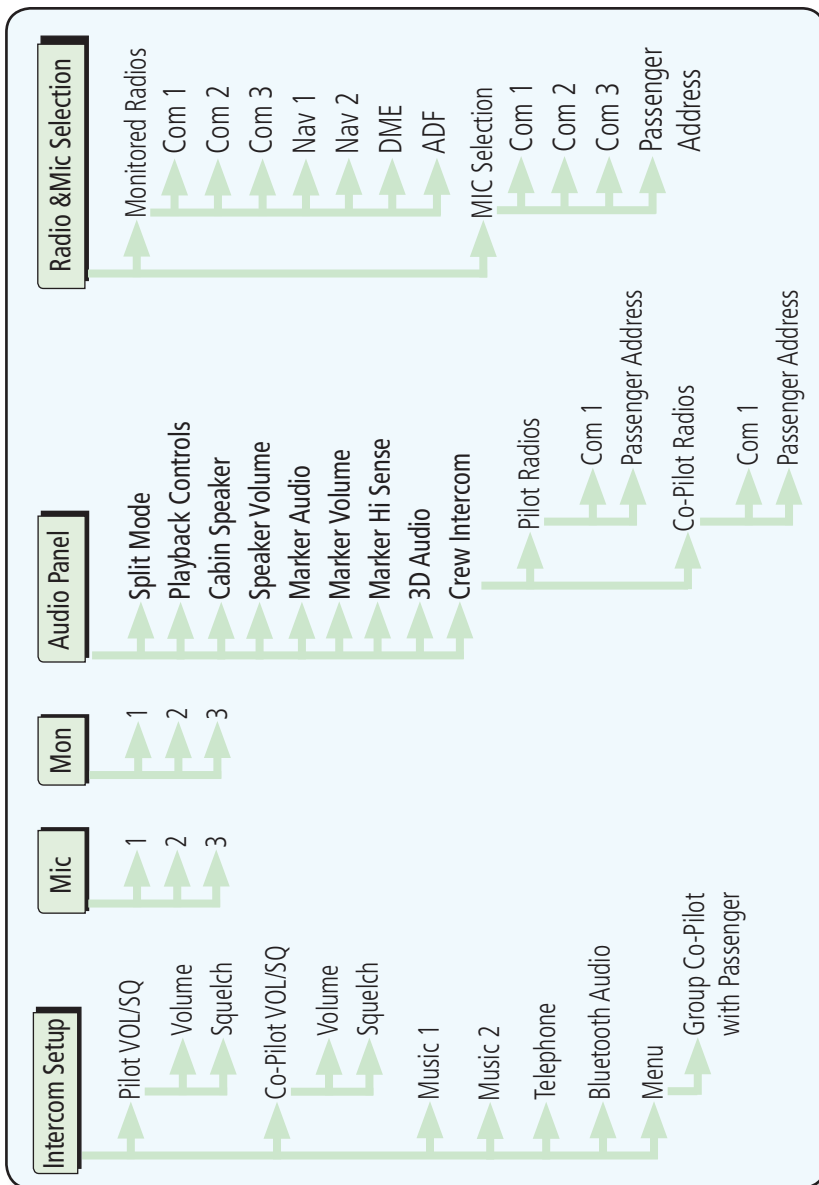 Intercom Setup
Pilot VOL/SQ
Volume
Squelch
Co-Pilot VOL/SQ
Volume
Squelch
Music 1
Music 2
Telephone
Bluetooth Audio
Menu
Group Co-Pilot
with Passenger
Mic
1
2
3
Mon
1
2
3
Audio Panel
Split Mode
Playback Controls
Cabin Speaker
Speaker Volume
Marker Audio
Marker Volume
Marker Hi Sense
3D Audio
Crew Intercom
Pilot Radios
Com 1
Passenger Address
Co-Pilot Radios
Com 1
Passenger Address
Radio &Mic Selection
Monitored Radios
Com 1
Com 2
Com 3
Nav 1
Nav 2
DME
ADF
MIC Selection
Com 1
Com 2
Com 3
Passenger
Address